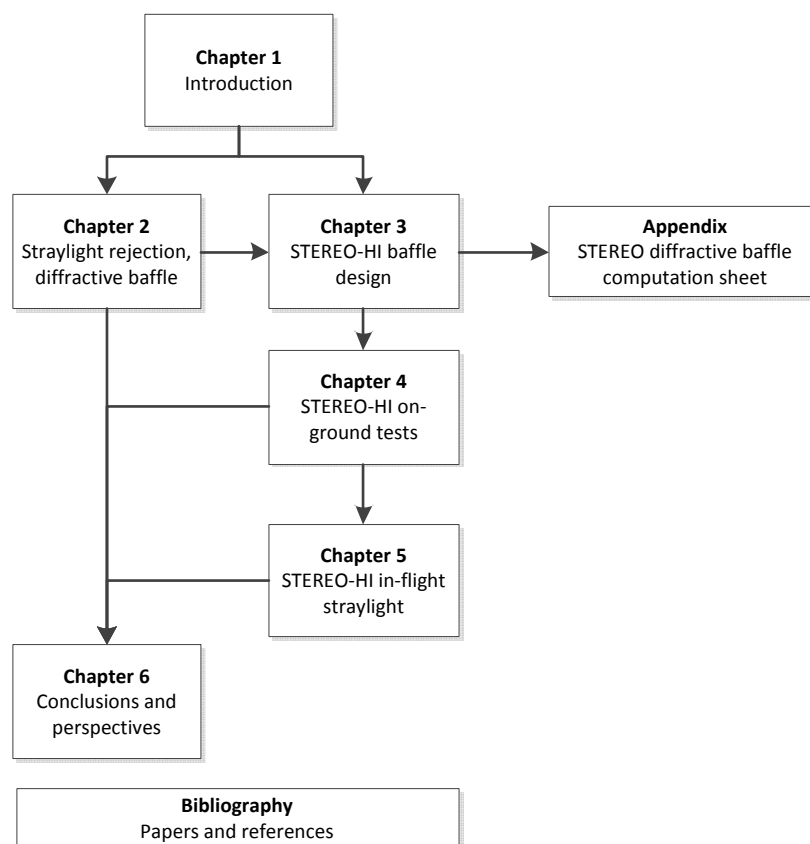 Chapter 1
Introduction
Chapter 2
Straylight rejection,
diffractive baffle
Chapter 3
STEREO-HI baffle
design
Appendix
STEREO diffractive baffle
computation sheet
Chapter 4
STEREO-HI on-
ground tests
Chapter 5
STEREO-HI in-flight
straylight
Chapter 6
Conclusions and
perspectives
Bibliography
Papers and references